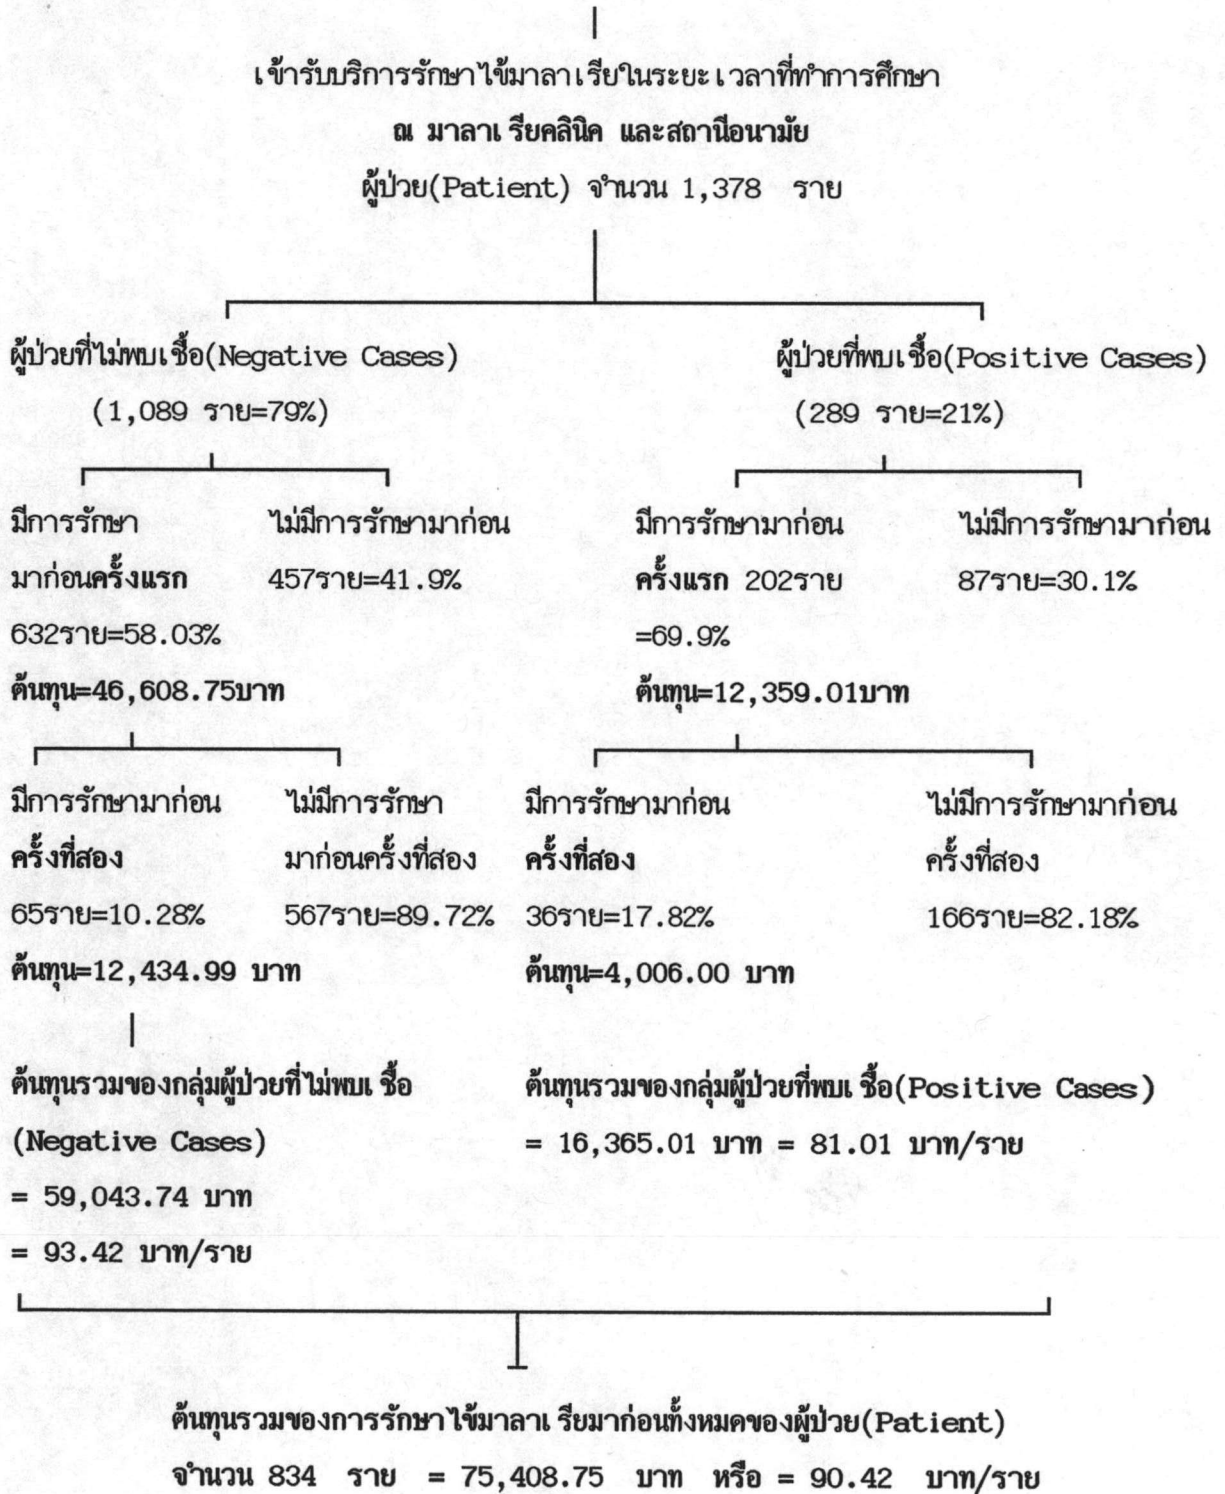 เข้ารับบริการรักษาไข้มาลาเรียในระยะเวลาที่ทำการศึกษา
ณ มาลาเรียคลินิค และสถานีอนามัย
ผู้ป่วย(Patient) จำนวน 1,378 ราย
ผู้ป่วยที่ไม่พบเชื้อ(Negative Cases)
(1,089 ราย=79%)
ผู้ป่วยที่พบเชื้อ(Positive Cases)
(289 ราย=21%)
มีการรักษา
มาก่อนครั้งแรก
632ราย=58.03%
ต้นทุน=46,608.75บาท
ไม่มีการรักษามาก่อน
457ราย=41.9%
มีการรักษามาก่อน
ครั้งแรก 202ราย
=69.9%
ต้นทุน=12,359.01บาท
ไม่มีการรักษามาก่อน
87ราย=30.1%
มีการรักษามาก่อน
ครั้งที่สอง
65ราย=10.28%
ต้นทุน=12,434.99 บาท
ไม่มีการรักษา
มาก่อนครั้งที่สอง
567ราย=89.72%
มีการรักษามาก่อน
ครั้งที่สอง
36ราย=17.82%
ต้นทุน=4,006.00 บาท
ไม่มีการรักษามาก่อน
ครั้งที่สอง
166ราย=82.18%
ต้นทุนรวมของกลุ่มผู้ป่วยที่ไม่พบเชื้อ
(Negative Cases)
= 59,043.74 บาท
= 93.42 บาท/ราย
ต้นทุนรวมของกลุ่มผู้ป่วยที่พบเชื้อ(Positive Cases)
= 16,365.01 บาท = 81.01 บาท/ราย
ต้นทุนรวมของการรักษาไข้มาลาเรียมาก่อนทั้งหมดของผู้ป่วย(Patient)
จำนวน 834 ราย = 75,408.75 บาท หรือ = 90.42 บาท/ราย